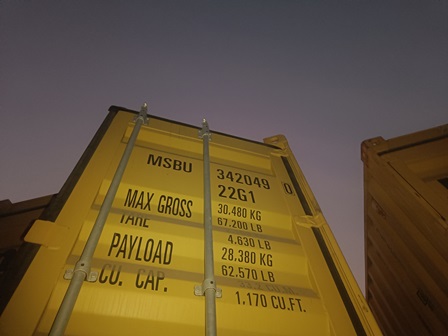 MSBU 342049 0
22G1
MAX GROSS 30.480 KG
67.200 LB
TARE
4.630 LB
PAYLOAD 28.380 KG
62.570 LB
CU. CAP.
1.170 CU.FT.